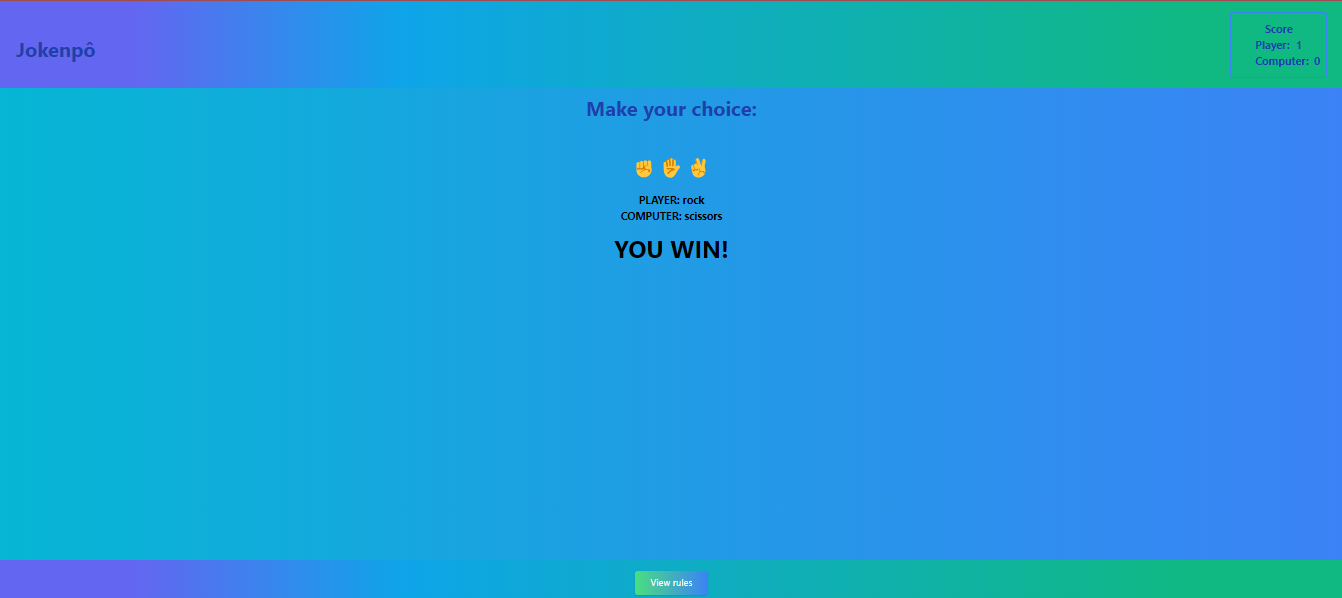 Jokenpô
Score
Player: 1
Computer: 0
Make your choice:
✊ ✋ ✌
PLAYER: rock
COMPUTER: scissors
YOU WIN!
View rules